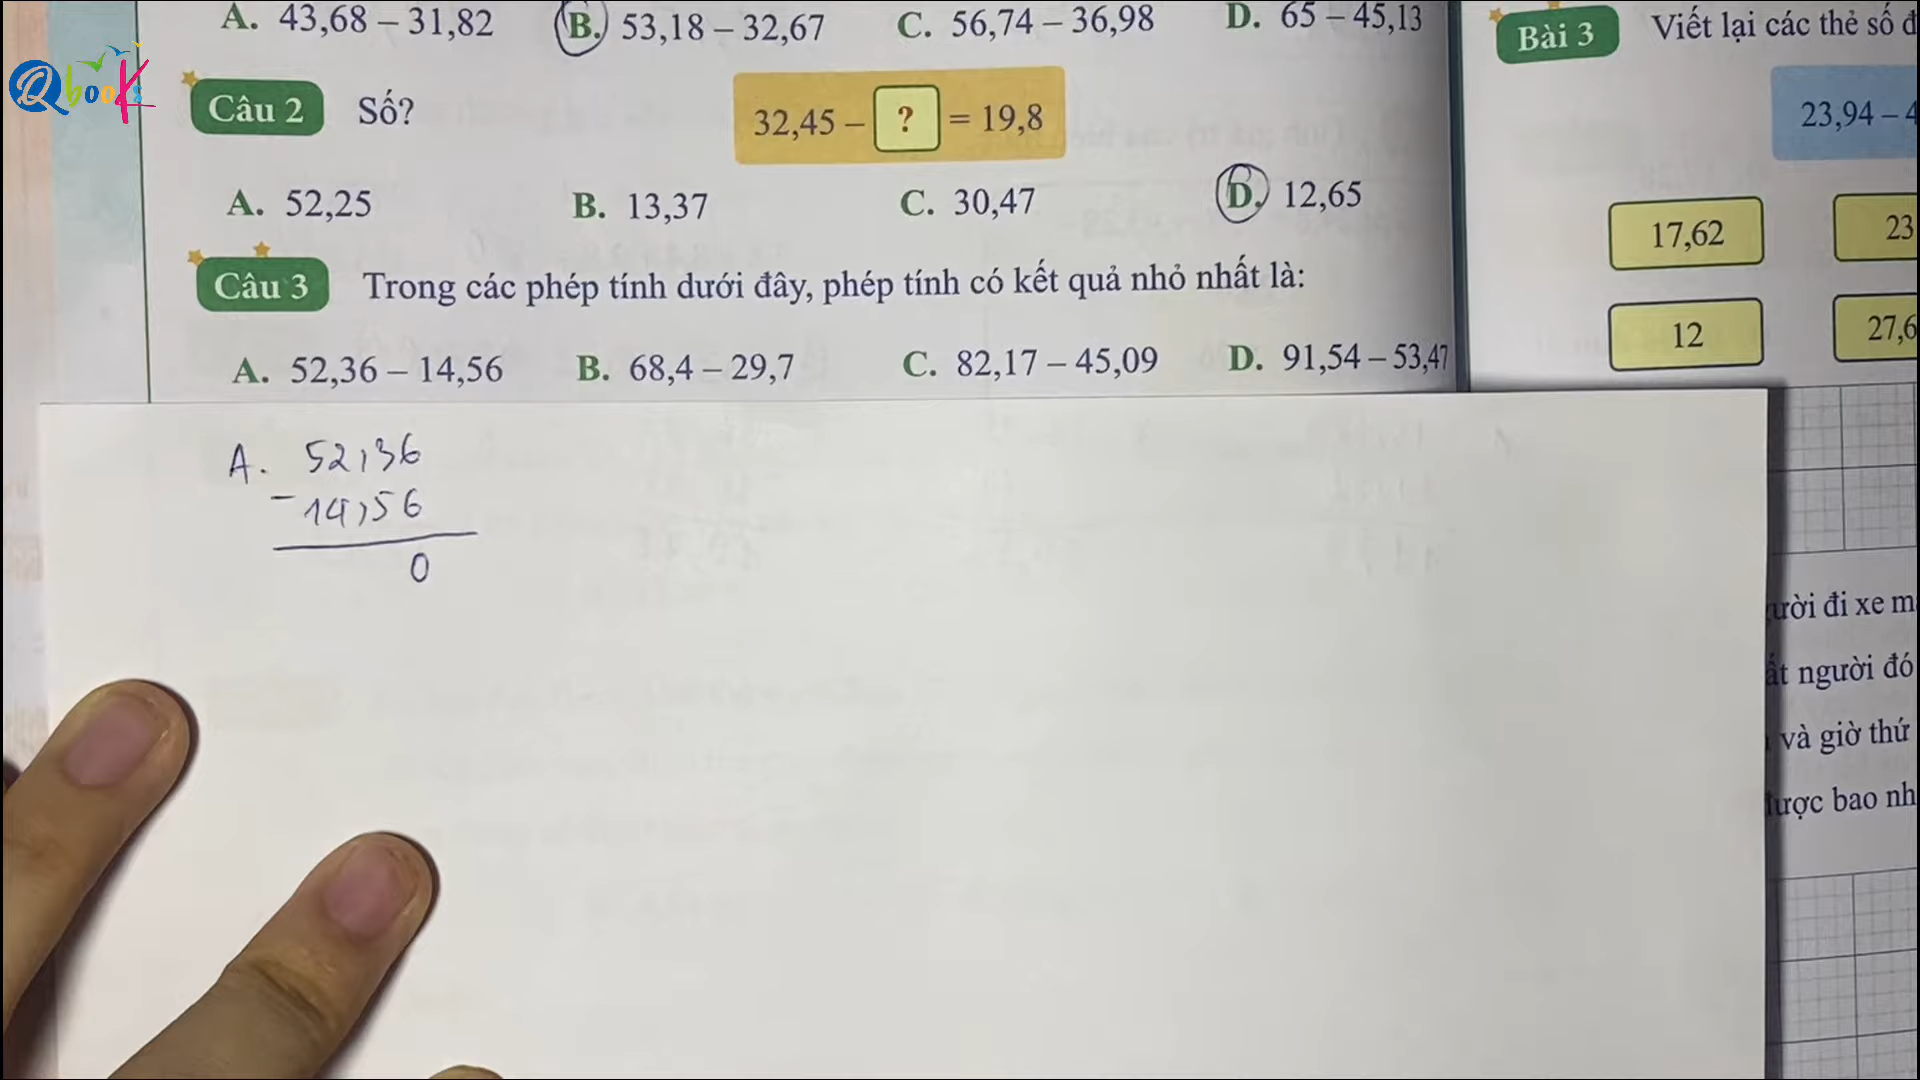 Qbooks
A. 43,68 – 31,82 B. 53,18 – 32,67 C. 56,74 – 36,98 D. 65 – 45,13
Câu 2 Số?
32,45 – ? = 19,8
A. 52,25 B. 13,37 C. 30,47 D. 12,65
Câu 3 Trong các phép tính dưới đây, phép tính có kết quả nhỏ nhất là:
A. 52,36 – 14,56 B. 68,4 – 29,7 C. 82,17 – 45,09 D. 91,54 – 53,47
A. 52,36
- 14,56
0
Bài 3 Viết lại các thẻ số đ
23,94 – 4
17,62 23
12 27,6
ười đi xe m
ất người đó
và giờ thứ
được bao nh